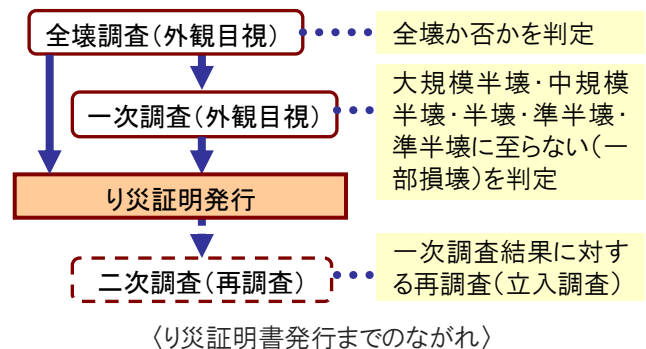 全壊調査(外観目視)
全壊か否かを判定
一次調査(外観目視)
大規模半壊・中規模
半壊・半壊・準半壊・
準半壊に至らない(一
部損壊)を判定
り災証明発行
二次調査(再調査)
一次調査結果に対す
る再調査(立入調査)
〈り災証明書発行までのながれ〉